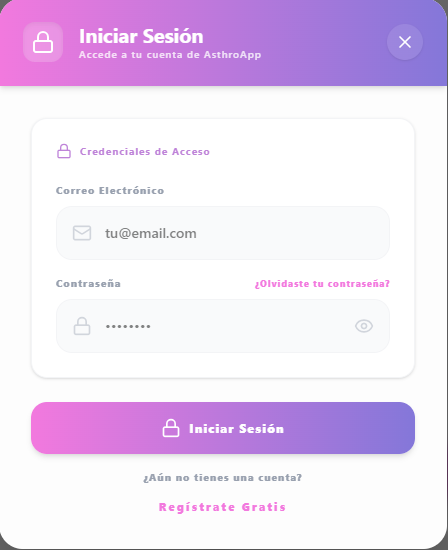 Iniciar Sesión
Accede a tu cuenta de AsthroApp
Credenciales de Acceso
Correo Electrónico
tu@email.com
Contraseña ¿Olvidaste tu contraseña?
••••••••
Iniciar Sesión
¿Aún no tienes una cuenta?
Regístrate Gratis